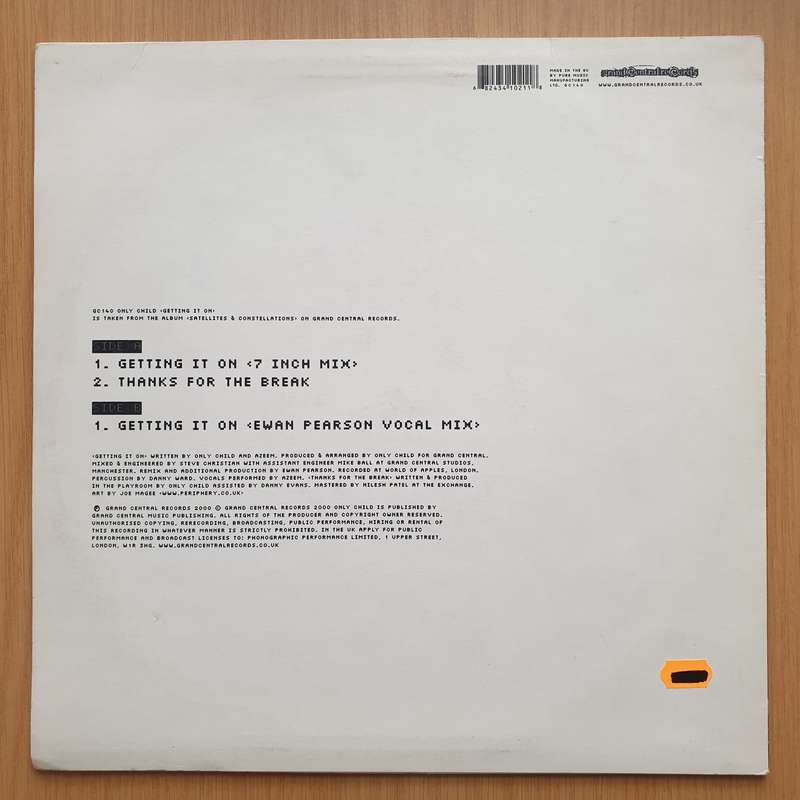 6 82434 10211 8
MADE IN THE EU
BY PURE MUSIC
MANUFACTURING
LTD. GC140
grand Central reCords
WWW.GRANDCENTRALRECORDS.CO.UK
GC140 ONLY CHILD <GETTING IT ON>
IS TAKEN FROM THE ALBUM <SATELLITES & CONSTELLATIONS> ON GRAND CENTRAL RECORDS.
SIDE A
1. GETTING IT ON <7 INCH MIX>
2. THANKS FOR THE BREAK
SIDE B
1. GETTING IT ON <EWAN PEARSON VOCAL MIX>
<GETTING IT ON> WRITTEN BY ONLY CHILD AND AZEEM. PRODUCED & ARRANGED BY ONLY CHILD FOR GRAND CENTRAL.
MIXED & ENGINEERED BY STEVE CHRISTIAN WITH ASSISTANT ENGINEER MIKE BALL AT GRAND CENTRAL STUDIOS,
MANCHESTER. REMIX AND ADDITIONAL PRODUCTION BY EWAN PEARSON. RECORDED AT WORLD OF APPLES, LONDON.
PERCUSSION BY DANNY WARD. VOCALS PERFORMED BY AZEEM. <THANKS FOR THE BREAK> WRITTEN & PRODUCED
IN THE PLAYROOM BY ONLY CHILD ASSISTED BY DANNY EVANS. MASTERED BY NILESH PATEL AT THE EXCHANGE.
ART BY JOE MAGEE <WWW.PERIPHERY.CO.UK>
℗ GRAND CENTRAL RECORDS 2000 © GRAND CENTRAL RECORDS 2000 ONLY CHILD IS PUBLISHED BY
GRAND CENTRAL MUSIC PUBLISHING. ALL RIGHTS OF THE PRODUCER AND COPYRIGHT OWNER RESERVED.
UNAUTHORISED COPYING, RERECORDING, BROADCASTING, PUBLIC PERFORMANCE, HIRING OR RENTAL OF
THIS RECORDING IN WHATEVER MANNER IS STRICTLY PROHIBITED. IN THE UK APPLY FOR PUBLIC
PERFORMANCE AND BROADCAST LICENSES TO: PHONOGRAPHIC PERFORMANCE LIMITED, 1 UPPER STREET,
LONDON, W1R 3HG. WWW.GRANDCENTRALRECORDS.CO.UK